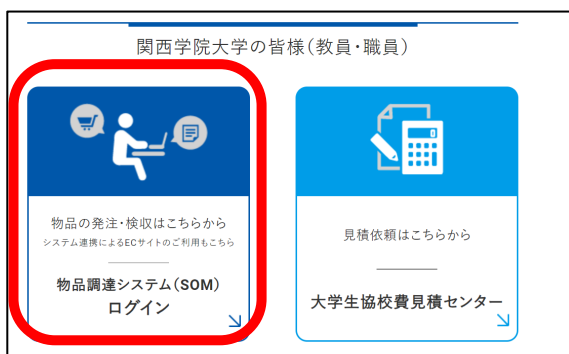 関西学院大学の皆様(教員・職員)
物品の発注・検収はこちらから
システム連携によるECサイトのご利用もこちら
物品調達システム(SOM)
ログイン
見積依頼はこちらから
大学生協校費見積センター